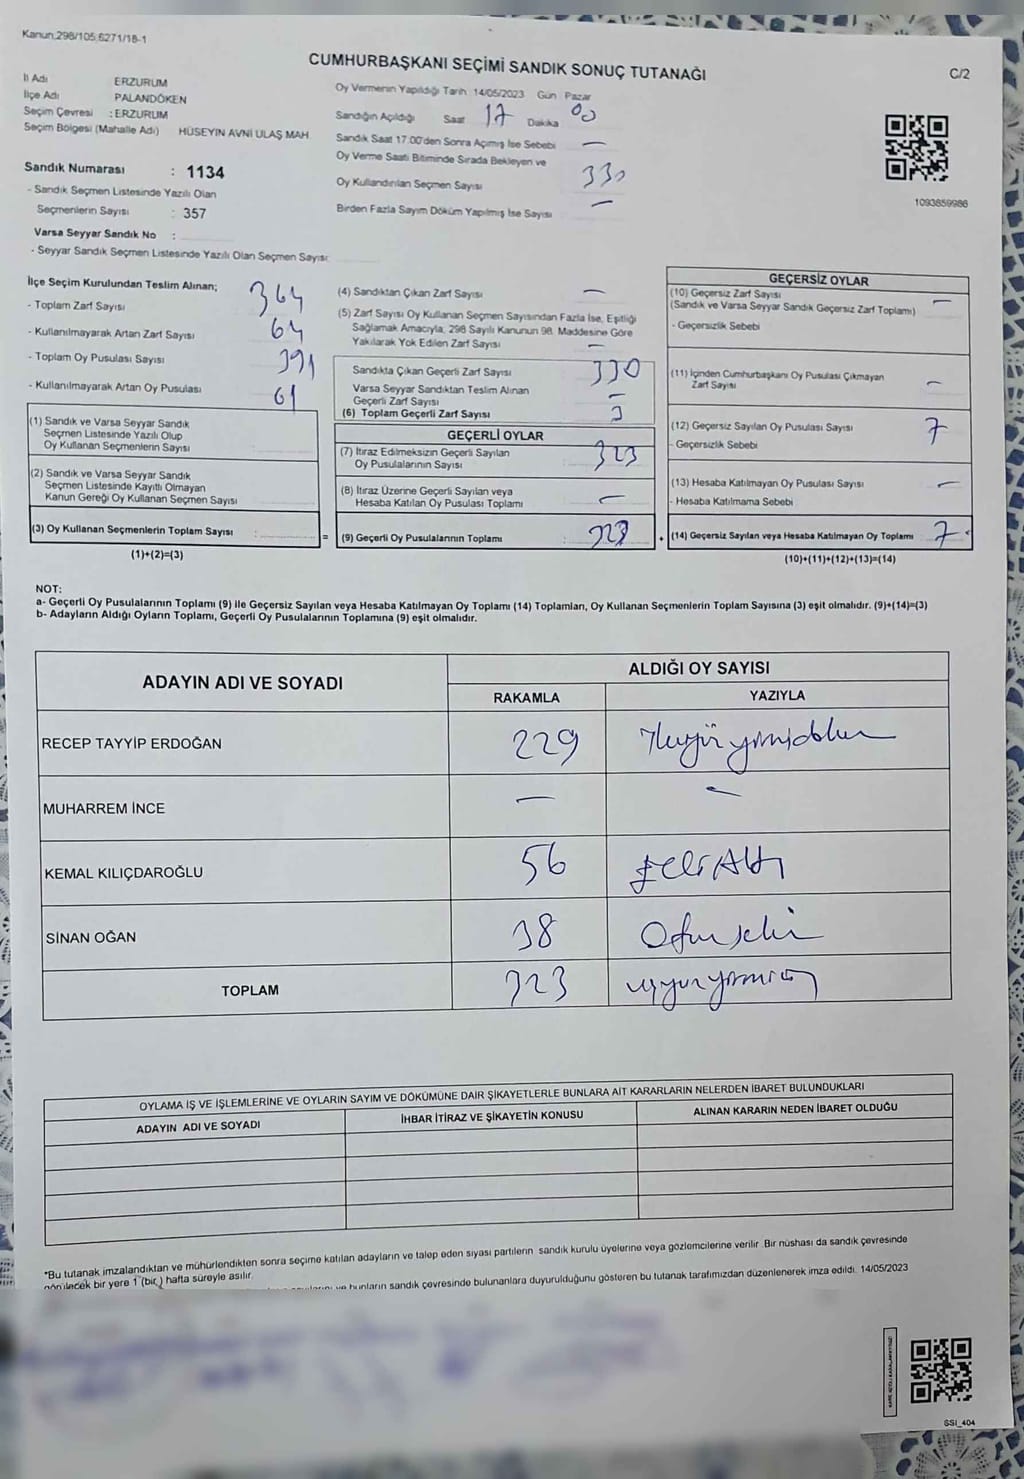 Kanun.298/105,6271/18-1
CUMHURBAŞKANI SEÇİMİ SANDIK SONUÇ TUTANAĞI
C/2
İl Adı ERZURUM
İlçe Adı PALANDÖKEN
Seçim Çevresi : ERZURUM
Seçim Bölgesi (Mahalle Adı) HÜSEYİN AVNİ ULAŞ MAH.
Sandık Numarası : 1134
- Sandık Seçmen Listesinde Yazılı Olan
Seçmenlerin Sayısı : 357
Varsa Seyyar Sandık No :
- Seyyar Sandık Seçmen Listesinde Yazılı Olan Seçmen Sayısı:
Oy Vermenin Yapıldığı Tarih 14/05/2023 Gün Pazar
Sandığın Açıldığı Saat 17 Dakika 00
Sandık Saat 17.00'den Sonra Açımış İse Sebebi —
Oy Verme Saati Bitiminde Sırada Bekleyen ve
Oy Kullandırılan Seçmen Sayısı 330
Birden Fazla Sayım Döküm Yapılmış İse Sayısı —
1093859986
İlçe Seçim Kurulundan Teslim Alınan;
- Toplam Zarf Sayısı 364
- Kullanılmayarak Artan Zarf Sayısı 64
- Toplam Oy Pusulası Sayısı 391
- Kullanılmayarak Artan Oy Pusulası 61
(1) Sandık ve Varsa Seyyar Sandık
Seçmen Listesinde Yazılı Olup
Oy Kullanan Seçmenlerin Sayısı
(2) Sandık ve Varsa Seyyar Sandık
Seçmen Listesinde Kayıtlı Olmayan
Kanun Gereği Oy Kullanan Seçmen Sayısı
(3) Oy Kullanan Seçmenlerin Toplam Sayısı :
=
(1)+(2)=(3)
(4) Sandıktan Çıkan Zarf Sayısı —
(5) Zarf Sayısı Oy Kullanan Seçmen Sayısından Fazla İse, Eşitliği
Sağlamak Amacıyla, 298 Sayılı Kanunun 98. Maddesine Göre
Yakılarak Yok Edilen Zarf Sayısı —
Sandıkta Çıkan Geçerli Zarf Sayısı 330
Varsa Seyyar Sandıktan Teslim Alınan
Geçerli Zarf Sayısı —
(6) Toplam Geçerli Zarf Sayısı
GEÇERLİ OYLAR
(7) İtiraz Edilmeksizin Geçerli Sayılan
Oy Pusulalarının Sayısı : 323
(8) İtiraz Üzerine Geçerli Sayılan veya
Hesaba Katılan Oy Pusulası Toplamı —
(9) Geçerli Oy Pusulalarının Toplamı : 323
+
GEÇERSİZ OYLAR
(10) Geçersiz Zarf Sayısı
(Sandık ve Varsa Seyyar Sandık Geçersiz Zarf Toplamı) —
- Geçersizlik Sebebi
(11) İçinden Cumhurbaşkanı Oy Pusulası Çıkmayan
Zarf Sayısı —
(12) Geçersiz Sayılan Oy Pusulası Sayısı 7
- Geçersizlik Sebebi
(13) Hesaba Katılmayan Oy Pusulası Sayısı —
- Hesaba Katılmama Sebebi
(14) Geçersiz Sayılan veya Hesaba Katılmayan Oy Toplamı 7
(10)+(11)+(12)+(13)=(14)
NOT:
a- Geçerli Oy Pusulalarının Toplamı (9) ile Geçersiz Sayılan veya Hesaba Katılmayan Oy Toplamı (14) Toplamları, Oy Kullanan Seçmenlerin Toplam Sayısına (3) eşit olmalıdır. (9)+(14)=(3)
b- Adayların Aldığı Oyların Toplamı, Geçerli Oy Pusulalarının Toplamına (9) eşit olmalıdır.
ADAYIN ADI VE SOYADI
ALDIĞI OY SAYISI
RAKAMLA YAZIYLA
RECEP TAYYİP ERDOĞAN 229 İkiyüz yirmidokuz
MUHARREM İNCE — —
KEMAL KILIÇDAROĞLU 56 ElliAltı
SİNAN OĞAN 38 Otuzsekiz
TOPLAM 323 üçyüzyirmiüç
OYLAMA İŞ VE İŞLEMLERİNE VE OYLARIN SAYIM VE DÖKÜMÜNE DAİR ŞİKAYETLERLE BUNLARA AİT KARARLARIN NELERDEN İBARET BULUNDUKLARI
ADAYIN ADI VE SOYADI İHBAR İTİRAZ VE ŞİKAYETİN KONUSU ALINAN KARARIN NEDEN İBARET OLDUĞU
*Bu tutanak imzalandıktan ve mühürlendikten sonra seçime katılan adayların ve talep eden siyasi partilerin sandık kurulu üyelerine veya gözlemcilerine verilir. Bir nüshası da sandık çevresinde
görülecek bir yere 1 (bir) hafta süreyle asılır.
ve bunların sandık çevresinde bulunanlara duyurulduğunu gösteren bu tutanak tarafımızdan düzenlenerek imza edildi. 14/05/2023
SSI_404